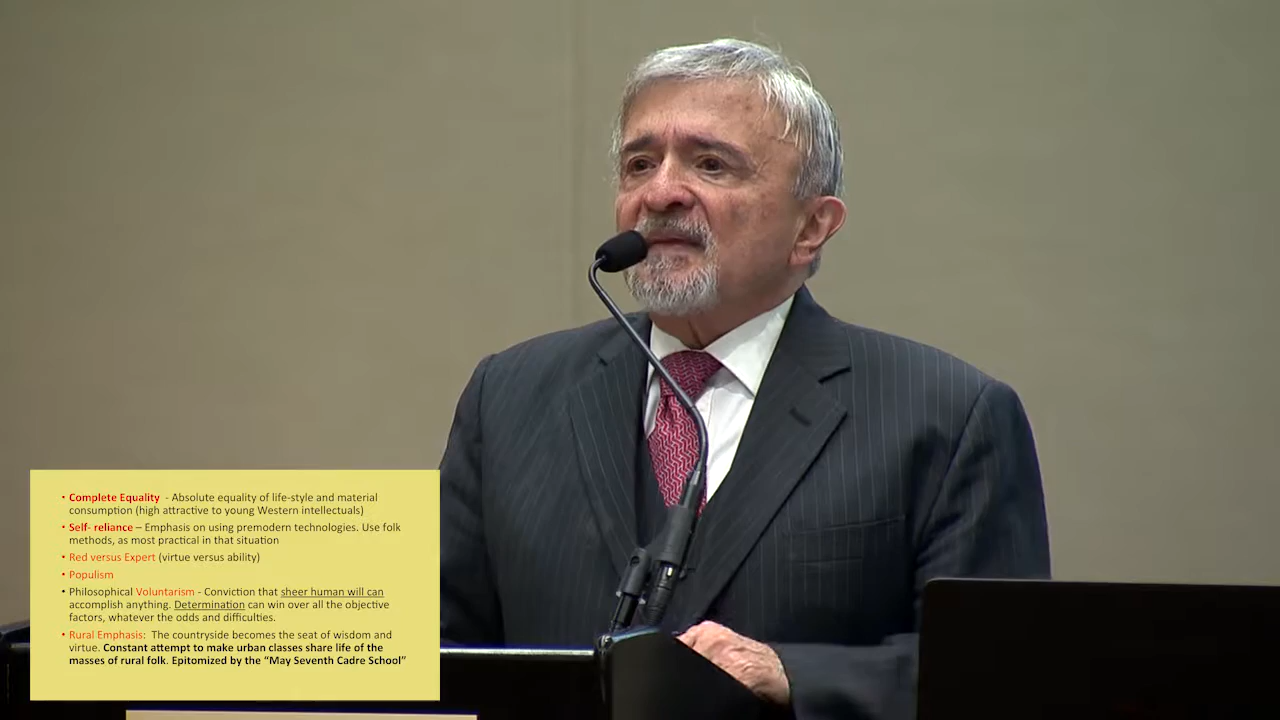 • Complete Equality - Absolute equality of life-style and material
consumption (high attractive to young Western intellectuals)
• Self- reliance – Emphasis on using premodern technologies. Use folk
methods, as most practical in that situation
• Red versus Expert (virtue versus ability)
• Populism
• Philosophical Voluntarism - Conviction that sheer human will can
accomplish anything. Determination can win over all the objective
factors, whatever the odds and difficulties.
• Rural Emphasis: The countryside becomes the seat of wisdom and
virtue. Constant attempt to make urban classes share life of the
masses of rural folk. Epitomized by the “May Seventh Cadre School”